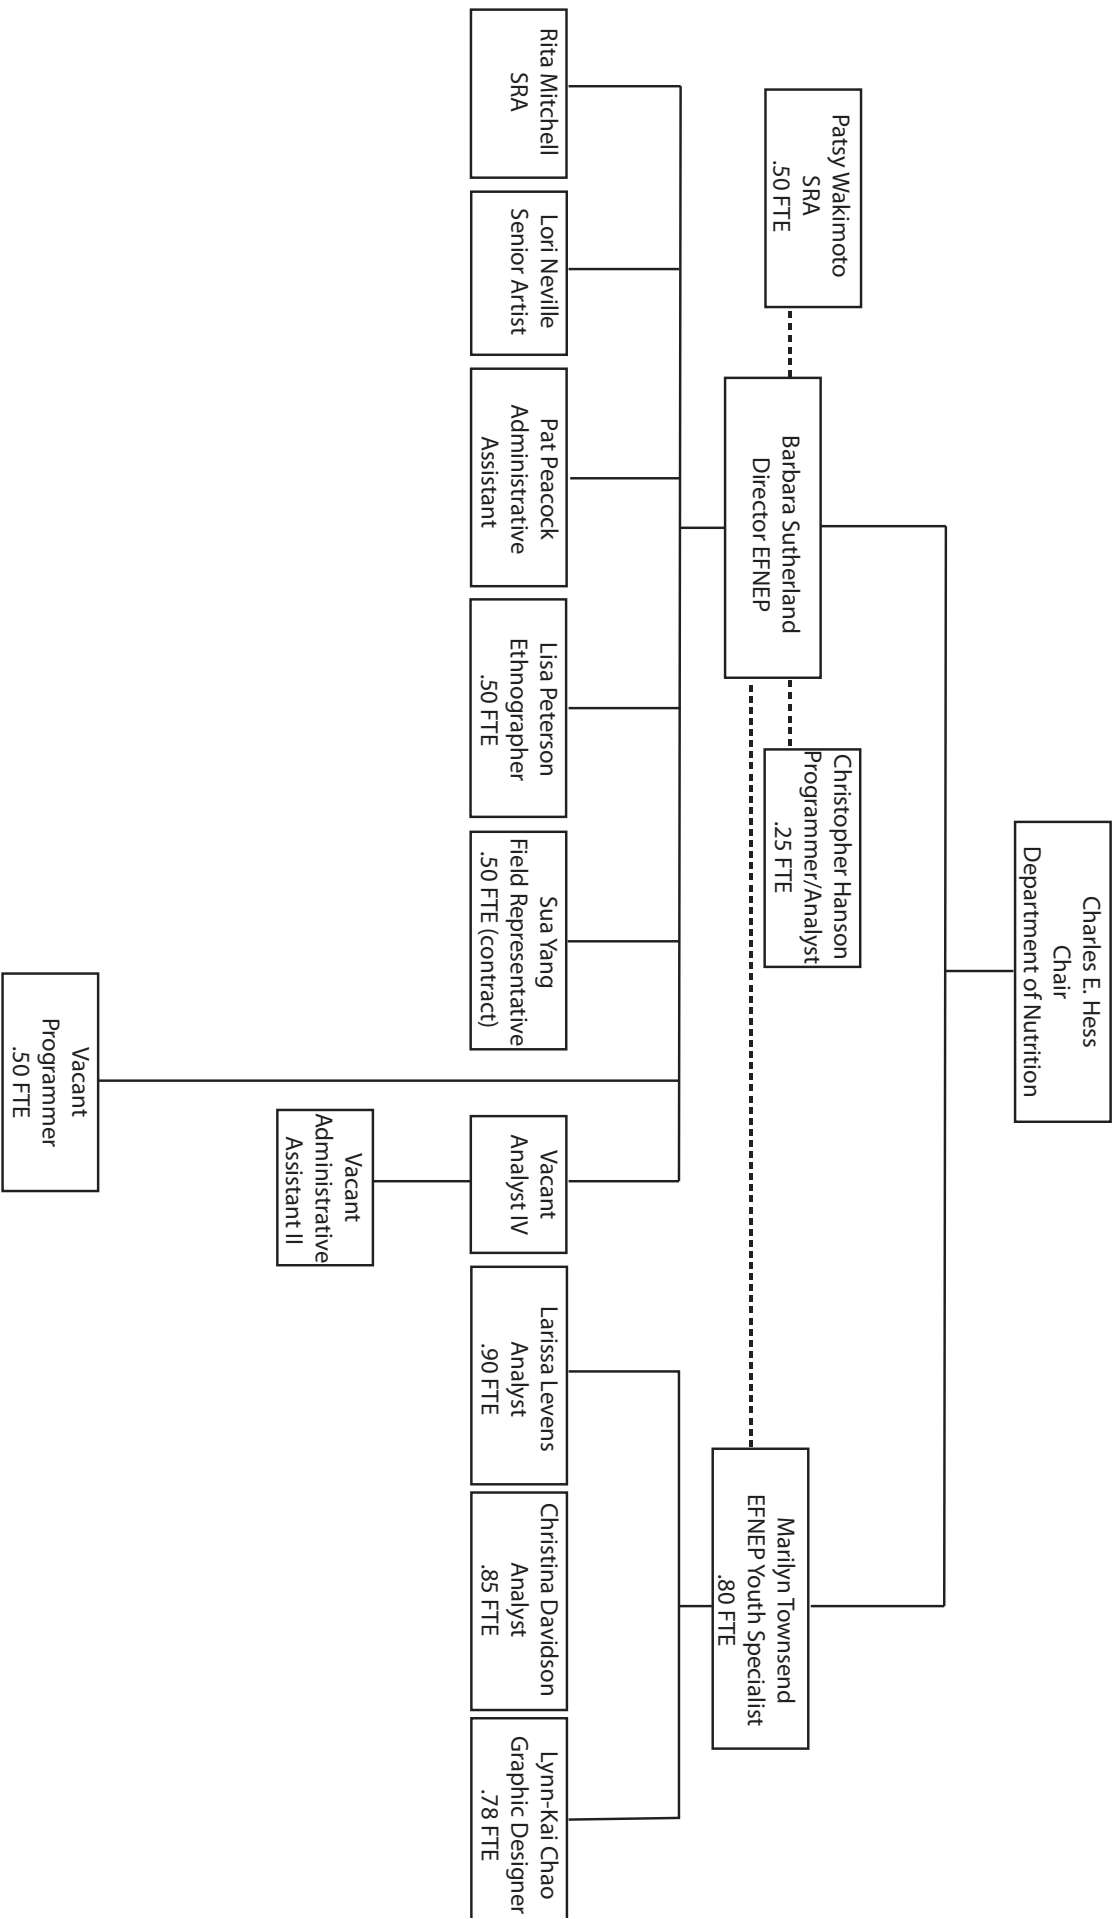 Charles E. Hess
Chair
Department of Nutrition
Patsy Wakimoto
SRA
.50 FTE
Barbara Sutherland
Director EFNEP
Christopher Hanson
Programmer/Analyst
.25 FTE
Marilyn Townsend
EFNEP Youth Specialist
.80 FTE
Rita Mitchell
SRA
Lori Neville
Senior Artist
Pat Peacock
Administrative
Assistant
Lisa Peterson
Ethnographer
.50 FTE
Sua Yang
Field Representative
.50 FTE (contract)
Vacant
Analyst IV
Larissa Levens
Analyst
.90 FTE
Christina Davidson
Analyst
.85 FTE
Lynn-Kai Chao
Graphic Designer
.78 FTE
Vacant
Administrative
Assistant II
Vacant
Programmer
.50 FTE